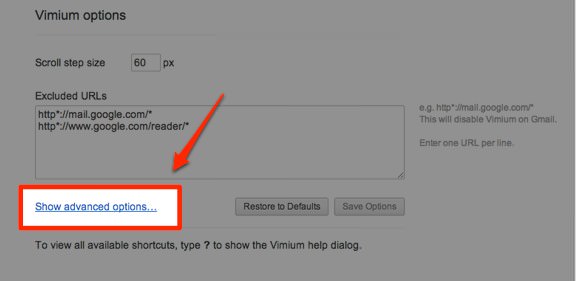 Vimium options
Scroll step size 60 px
Excluded URLs
http*://mail.google.com/*
http*://www.google.com/reader/*
e.g. http*://mail.google.com/*
This will disable Vimium on Gmail.
Enter one URL per line.
Show advanced options…
Restore to Defaults
Save Options
To view all available shortcuts, type ? to show the Vimium help dialog.